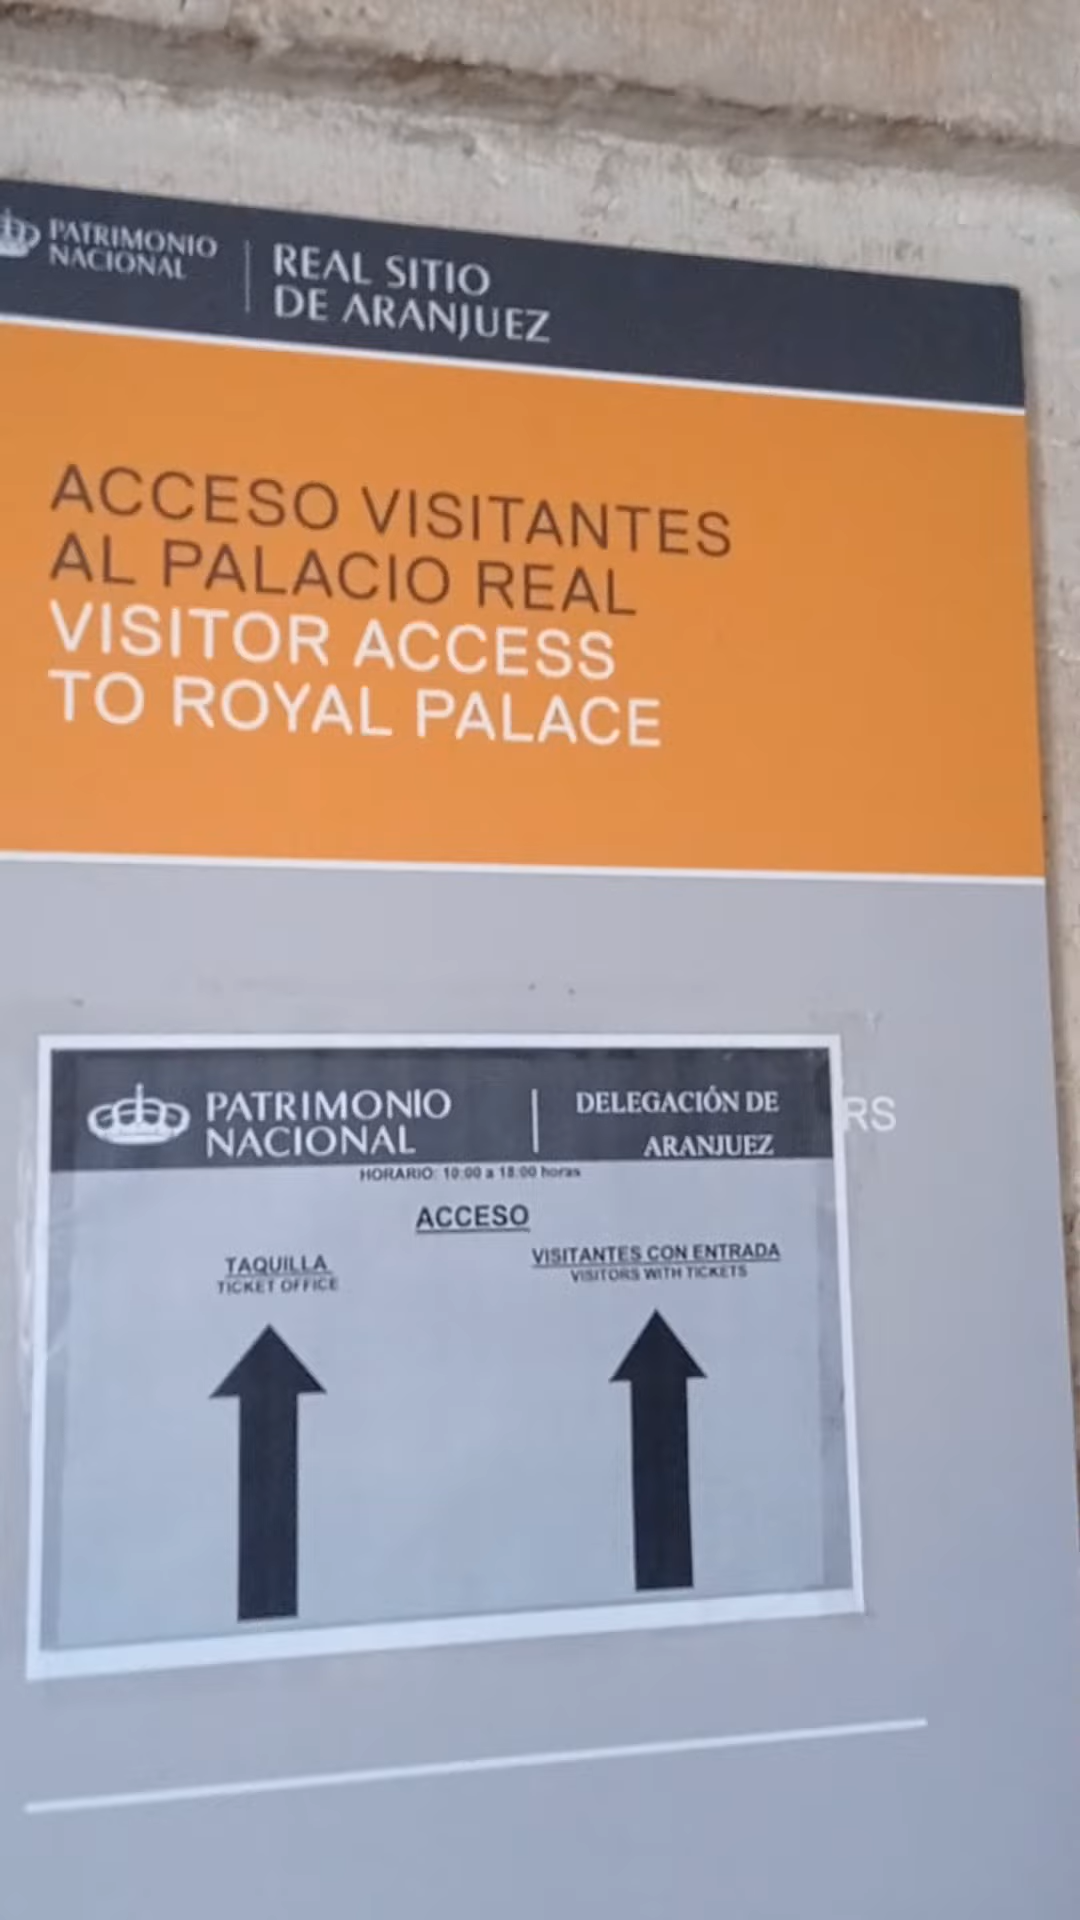 PATRIMONIO
NACIONAL
REAL SITIO
DE ARANJUEZ
ACCESO VISITANTES
AL PALACIO REAL
VISITOR ACCESS
TO ROYAL PALACE
PATRIMONIO
NACIONAL
DELEGACIÓN DE
ARANJUEZ
RS
HORARIO: 10:00 a 18:00 horas
ACCESO
TAQUILLA
TICKET OFFICE
VISITANTES CON ENTRADA
VISITORS WITH TICKETS